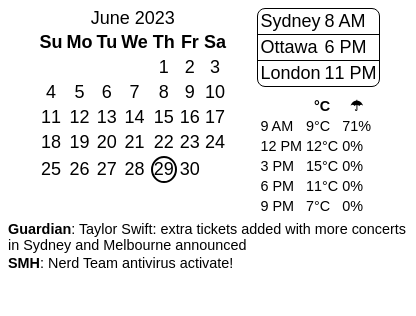 June 2023
Su Mo Tu We Th Fr Sa
1 2 3
4 5 6 7 8 9 10
11 12 13 14 15 16 17
18 19 20 21 22 23 24
25 26 27 28 29 30
Sydney 8 AM
Ottawa 6 PM
London 11 PM
°C ☂
9 AM 9°C 71%
12 PM 12°C 0%
3 PM 15°C 0%
6 PM 11°C 0%
9 PM 7°C 0%
Guardian: Taylor Swift: extra tickets added with more concerts
in Sydney and Melbourne announced
SMH: Nerd Team antivirus activate!